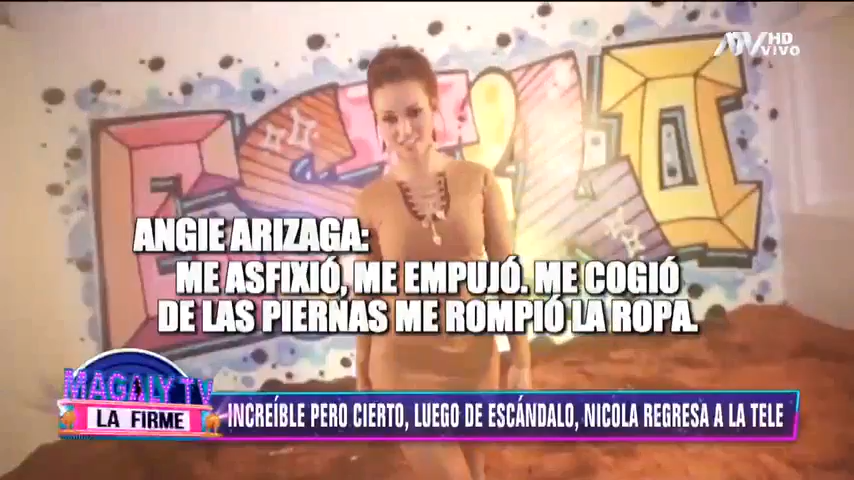 ATV HD
VIVO
ESTILO
ANGIE ARIZAGA:
ME ASFIXIÓ, ME EMPUJÓ. ME COGIÓ
DE LAS PIERNAS ME ROMPIÓ LA ROPA.
MAGALY TV
LA FIRME
INCREÍBLE PERO CIERTO, LUEGO DE ESCÁNDALO, NICOLA REGRESA A LA TELE